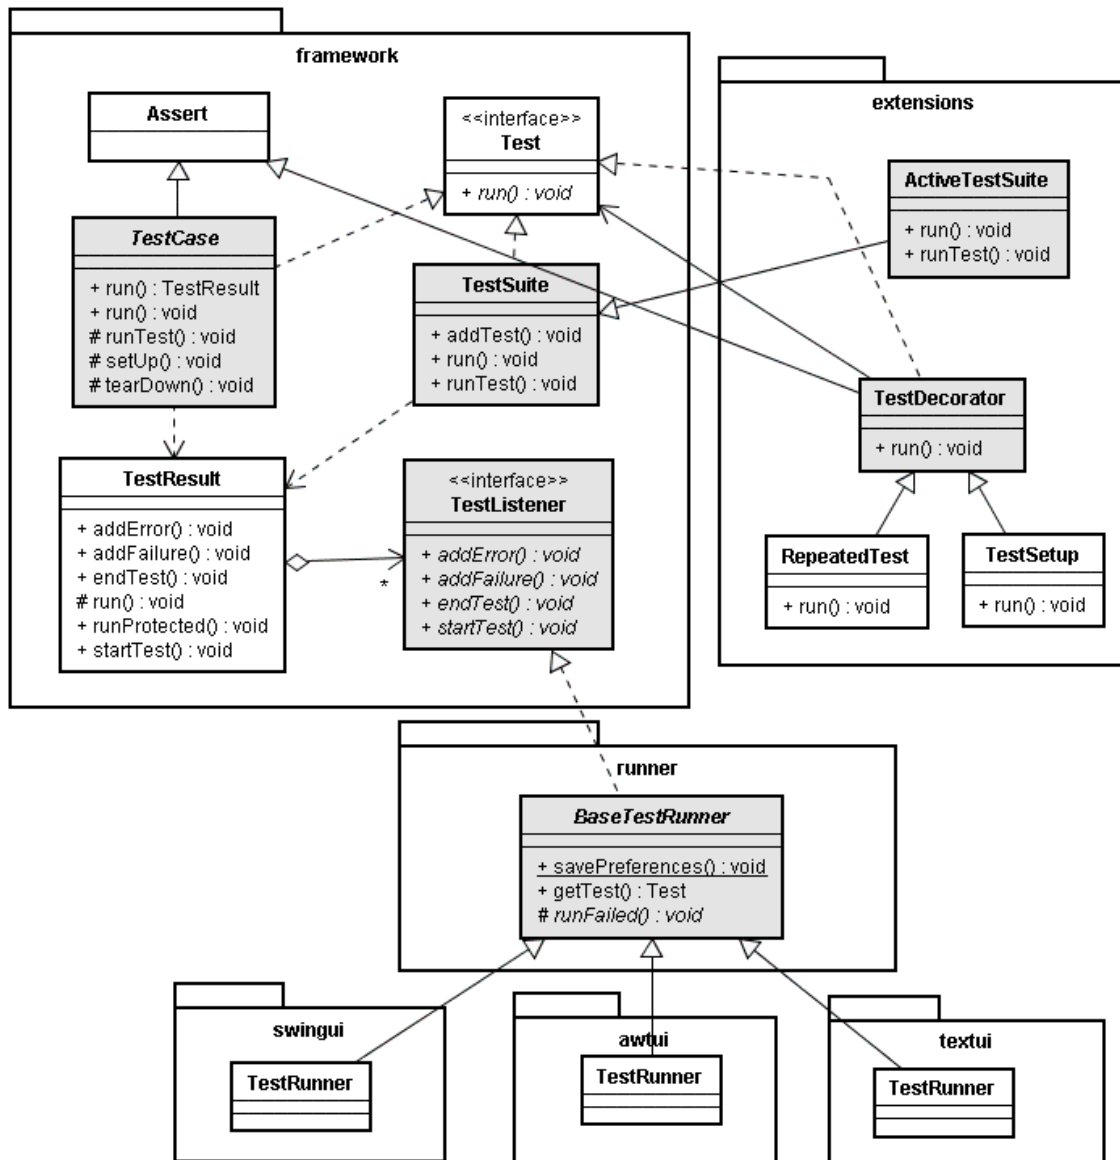 framework
Assert
<<interface>>
Test
+ run() : void
TestCase
+ run() : TestResult
+ run() : void
# runTest() : void
# setUp() : void
# tearDown() : void
TestSuite
+ addTest() : void
+ run() : void
+ runTest() : void
TestResult
+ addError() : void
+ addFailure() : void
+ endTest() : void
# run() : void
+ runProtected() : void
+ startTest() : void
*
<<interface>>
TestListener
+ addError() : void
+ addFailure() : void
+ endTest() : void
+ startTest() : void
extensions
ActiveTestSuite
+ run() : void
+ runTest() : void
TestDecorator
+ run() : void
RepeatedTest
+ run() : void
TestSetup
+ run() : void
runner
BaseTestRunner
+ savePreferences() : void
+ getTest() : Test
# runFailed() : void
swingui
TestRunner
awtui
TestRunner
textui
TestRunner